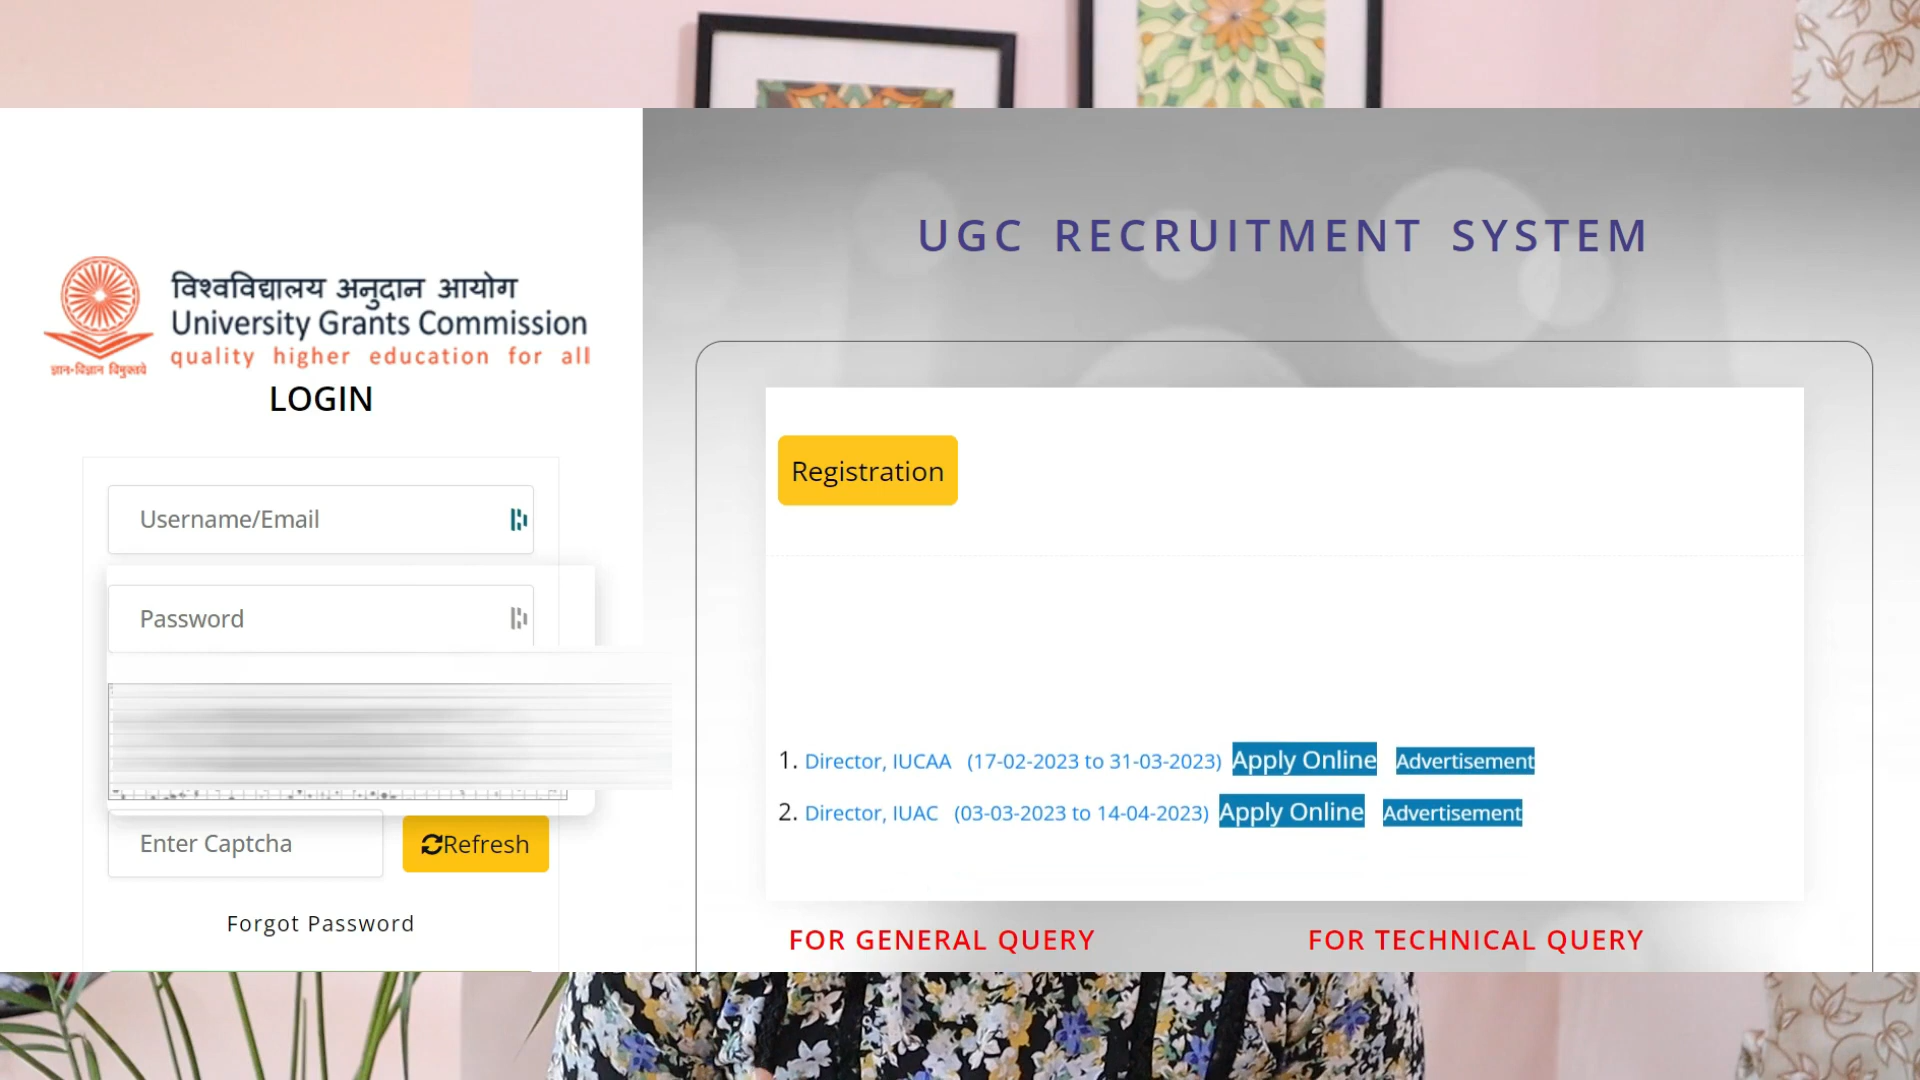 विश्वविद्यालय अनुदान आयोग
University Grants Commission
quality higher education for all
ज्ञान-विज्ञान विमुक्तये
LOGIN
Username/Email
Password
Enter Captcha
Refresh
Forgot Password
UGC RECRUITMENT SYSTEM
Registration
1. Director, IUCAA (17-02-2023 to 31-03-2023) Apply Online Advertisement
2. Director, IUAC (03-03-2023 to 14-04-2023) Apply Online Advertisement
FOR GENERAL QUERY
FOR TECHNICAL QUERY